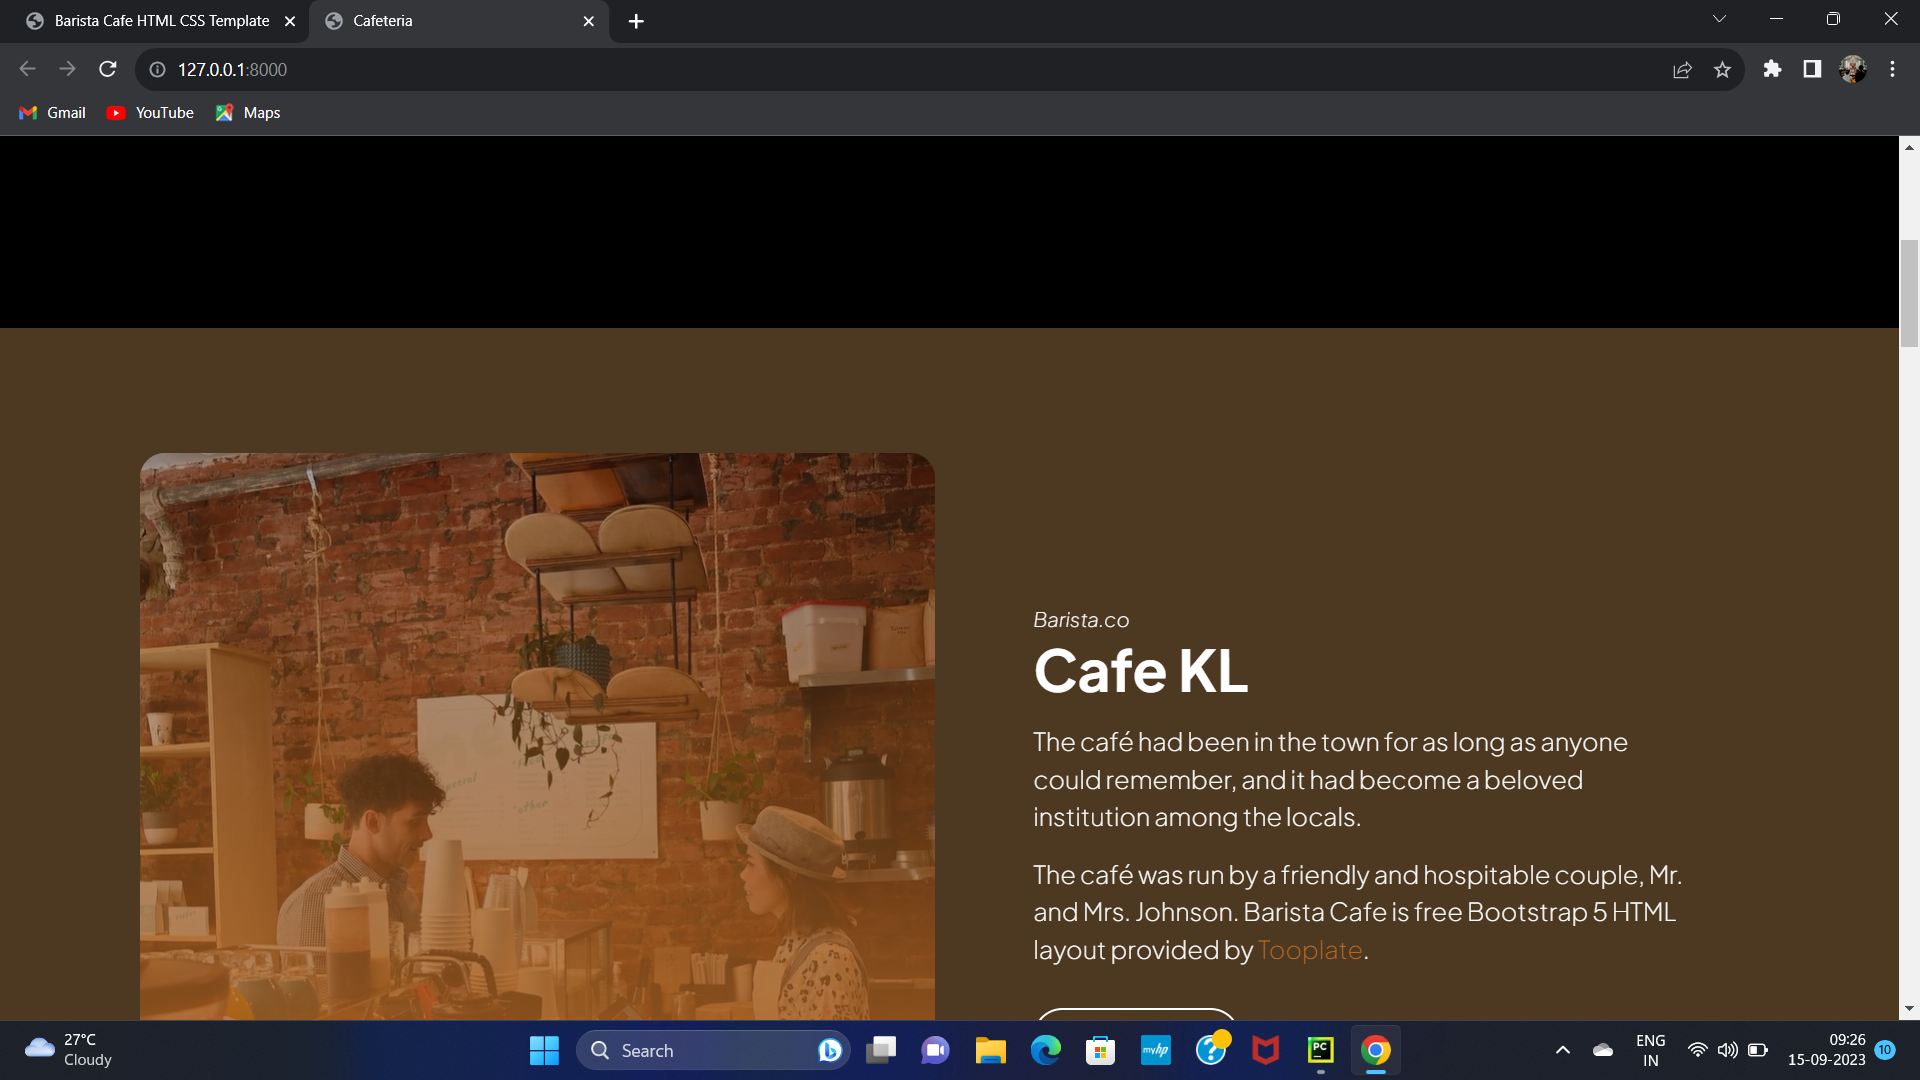 Barista Cafe HTML CSS Template
Cafeteria
127.0.0.1:8000
Gmail
YouTube
Maps
Barista.co
Cafe KL
The café had been in the town for as long as anyone
could remember, and it had become a beloved
institution among the locals.
The café was run by a friendly and hospitable couple, Mr.
and Mrs. Johnson. Barista Cafe is free Bootstrap 5 HTML
layout provided by Tooplate.
27°C
Cloudy
Search
myhp
PC
ENG
IN
09:26
15-09-2023
10